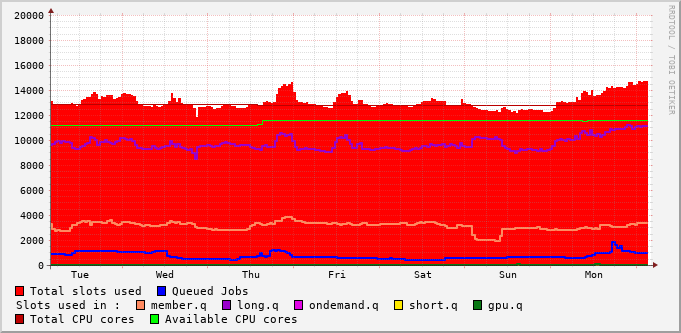 RRDTOOL / TOBI OETIKER
20000
18000
16000
14000
12000
10000
8000
6000
4000
2000
0
Tue Wed Thu Fri Sat Sun Mon
Total slots used Queued Jobs
Slots used in : member.q long.q ondemand.q short.q gpu.q
Total CPU cores Available CPU cores